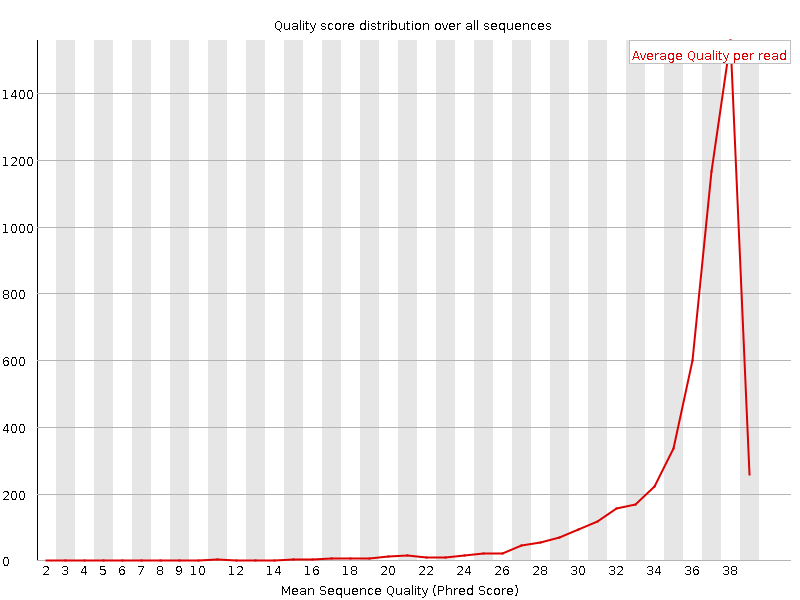 Quality score distribution over all sequences
Average Quality per read
1400
1200
1000
800
600
400
200
0
2 3 4 5 6 7 8 9 10 12 14 16 18 20 22 24 26 28 30 32 34 36 38
Mean Sequence Quality (Phred Score)